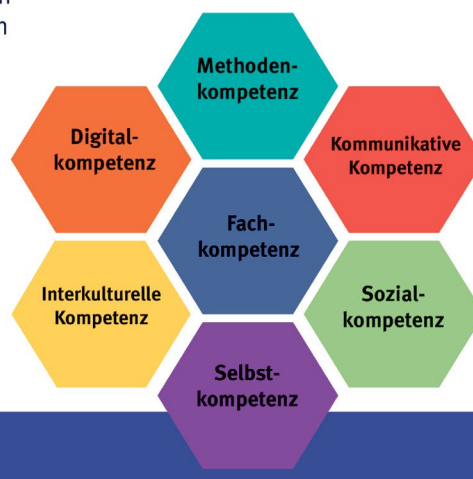 Methoden-
kompetenz
Digital-
kompetenz
Kommunikative
Kompetenz
Fach-
kompetenz
Interkulturelle
Kompetenz
Sozial-
kompetenz
Selbst-
kompetenz